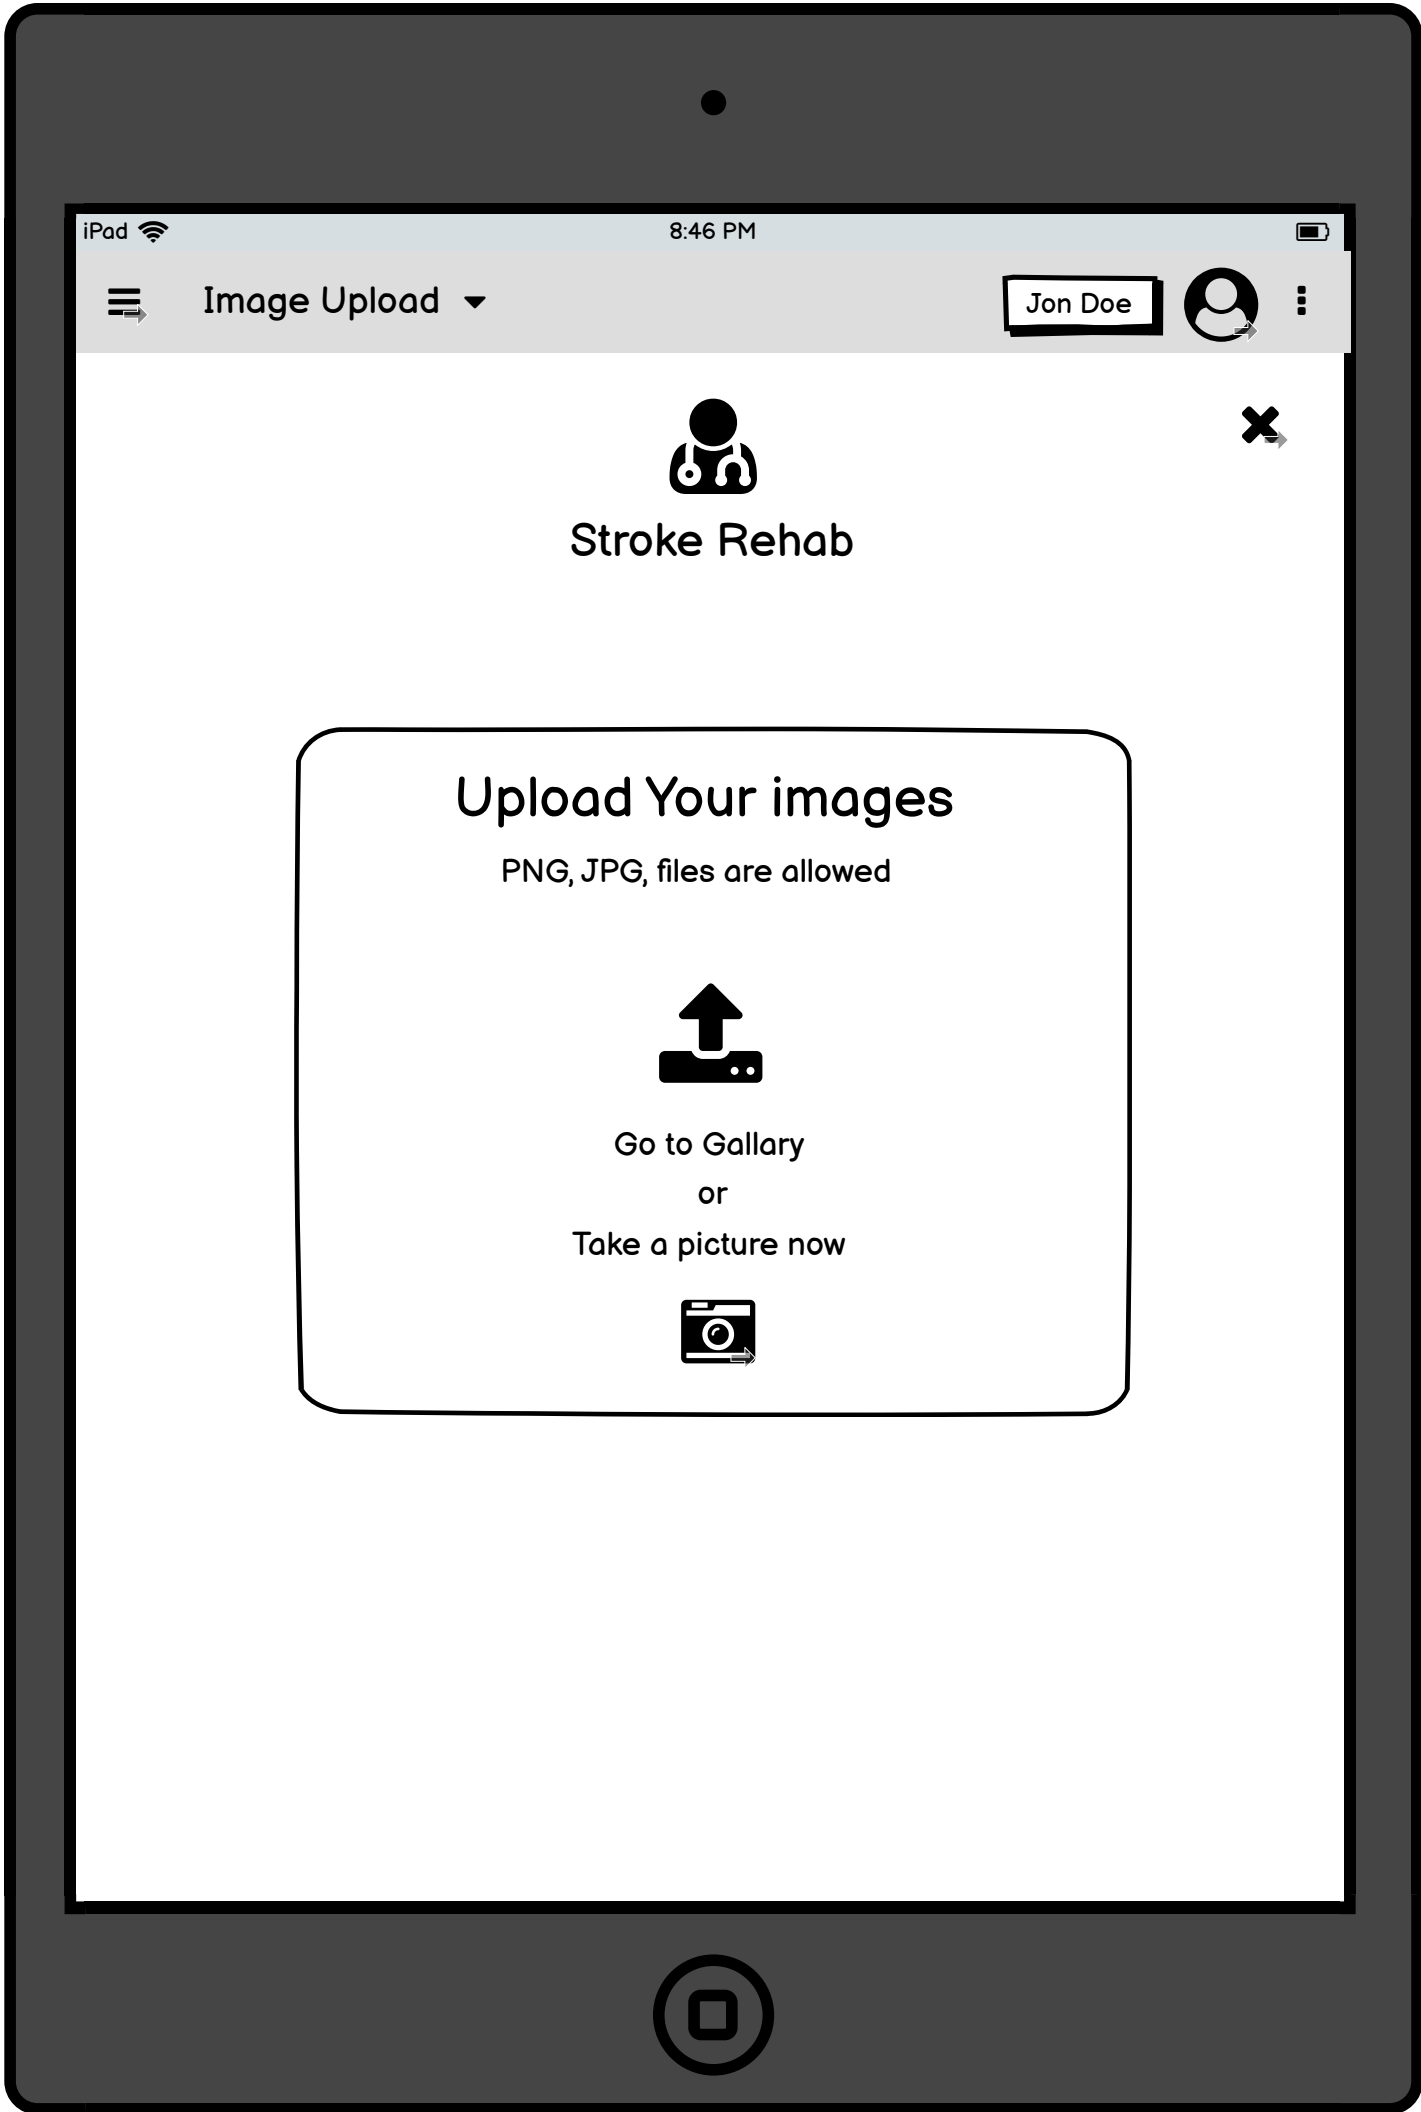 iPad 8:46 PM
Image Upload Jon Doe
Stroke Rehab
Upload Your images
PNG, JPG, files are allowed
Go to Gallary
or
Take a picture now